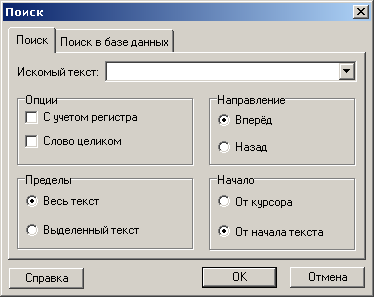 Поиск
Поиск
Поиск в базе данных
Искомый текст:
Опции
С учетом регистра
Слово целиком
Направление
Вперёд
Назад
Пределы
Весь текст
Выделенный текст
Начало
От курсора
От начала текста
Справка
OK
Отмена